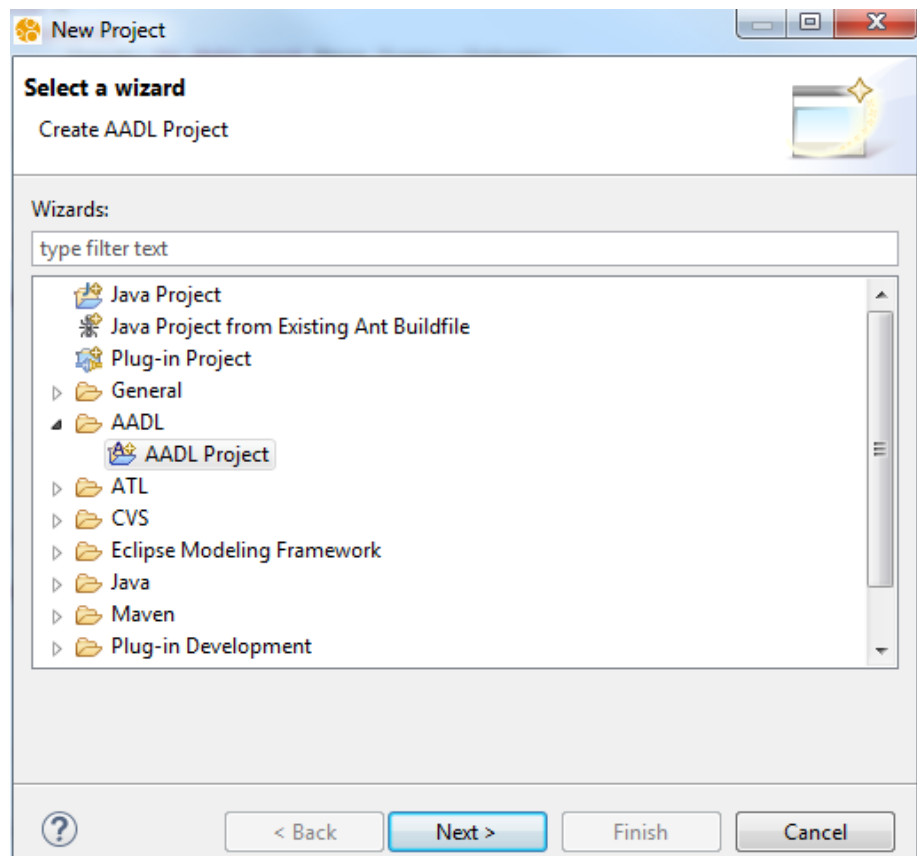 New Project
Select a wizard
Create AADL Project
Wizards:
type filter text
Java Project
Java Project from Existing Ant Buildfile
Plug-in Project
General
AADL
AADL Project
ATL
CVS
Eclipse Modeling Framework
Java
Maven
Plug-in Development
? < Back Next > Finish Cancel